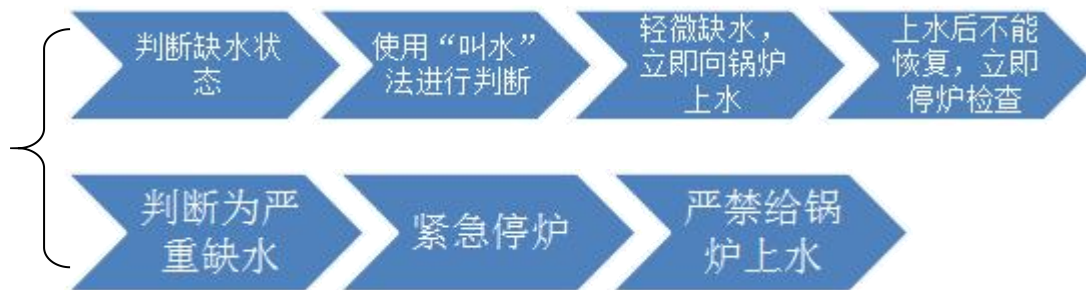 判断缺水状
态
使用“叫水”
法进行判断
轻微缺水，
立即向锅炉
上水
上水后不能
恢复，立即
停炉检查
判断为严
重缺水
紧急停炉
严禁给锅
炉上水